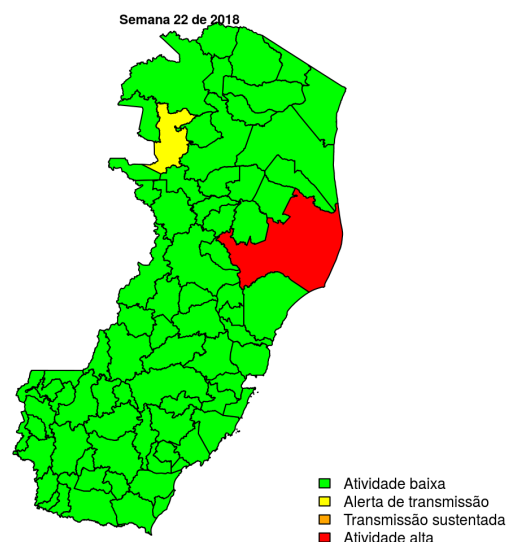 Semana 22 de 2018
Atividade baixa
Alerta de transmissão
Transmissão sustentada
Atividade alta